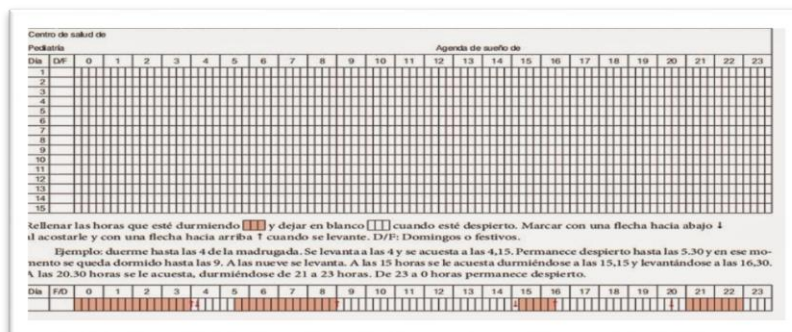 Centro de salud de
Pediatría Agenda de sueño de
Día D/F 0 1 2 3 4 5 6 7 8 9 10 11 12 13 14 15 16 17 18 19 20 21 22 23
1
2
3
4
5
6
7
8
9
10
11
12
13
14
15
Rellenar las horas que esté durmiendo y dejar en blanco cuando esté despierto. Marcar con una flecha hacia abajo ↓
al acostarle y con una flecha hacia arriba ↑ cuando se levante. D/F: Domingos o festivos.
Ejemplo: duerme hasta las 4 de la madrugada. Se levanta a las 4 y se acuesta a las 4,15. Permanece despierto hasta las 5.30 y en ese mo-
mento se queda dormido hasta las 9. A las nueve se levanta. A las 15 horas se le acuesta durmiéndose a las 15,15 y levantándose a las 16,30.
A las 20.30 horas se le acuesta, durmiéndose de 21 a 23 horas. De 23 a 0 horas permanece despierto.
Día F/D 0 1 2 3 4 5 6 7 8 9 10 11 12 13 14 15 16 17 18 19 20 21 22 23